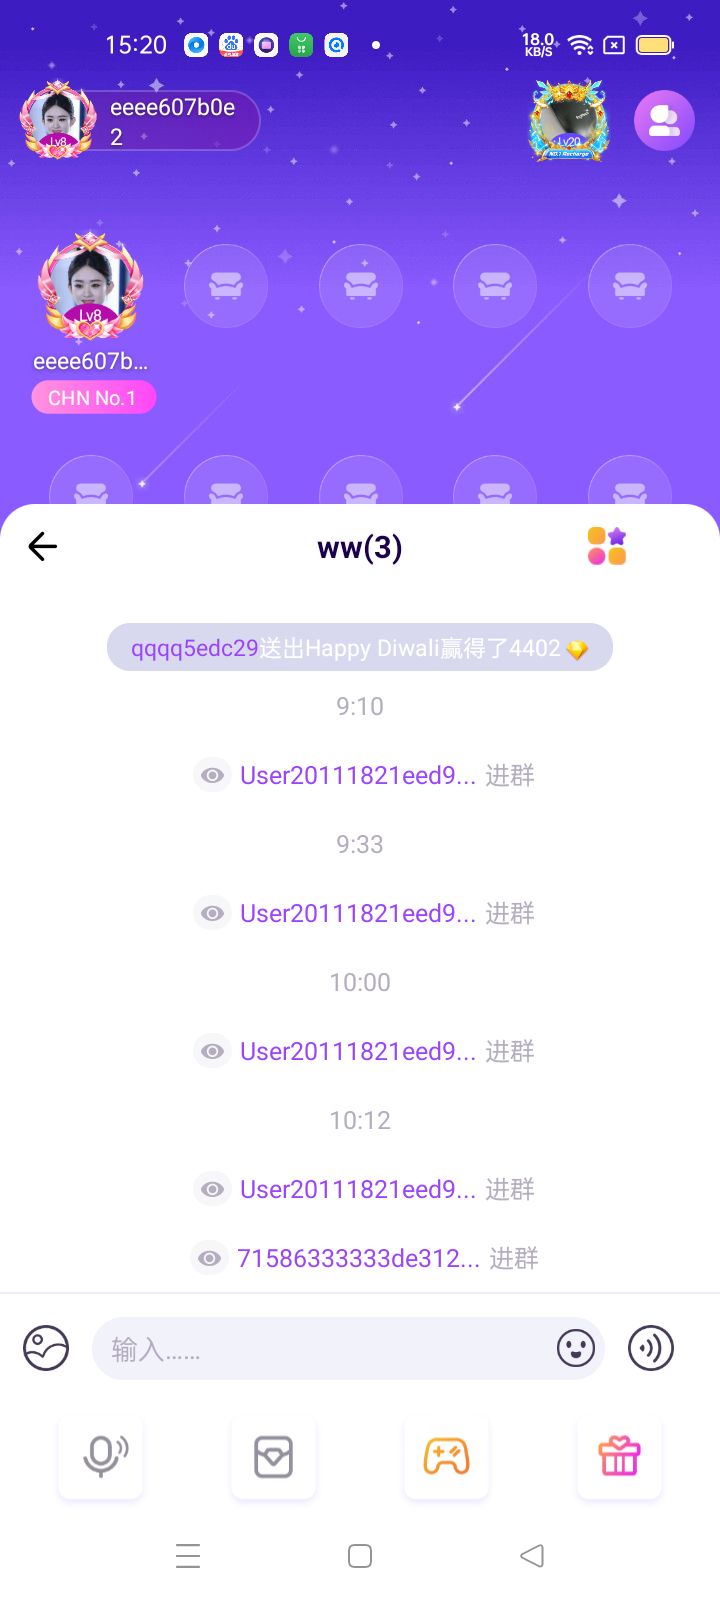 15:20
18.0
KB/S
eeee607b0e
2
Lv8
Lv20
NO.1 Recharge
Lv8
eeee607b...
CHN No.1
ww(3)
qqqq5edc29送出Happy Diwali赢得了4402
9:10
User20111821eed9... 进群
9:33
User20111821eed9... 进群
10:00
User20111821eed9... 进群
10:12
User20111821eed9... 进群
71586333333de312... 进群
输入......